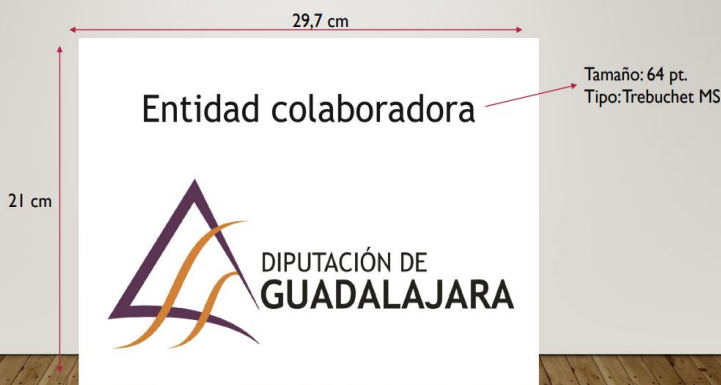 29,7 cm
Tamaño: 64 pt.
Tipo: Trebuchet MS
Entidad colaboradora
21 cm
DIPUTACIÓN DE
GUADALAJARA